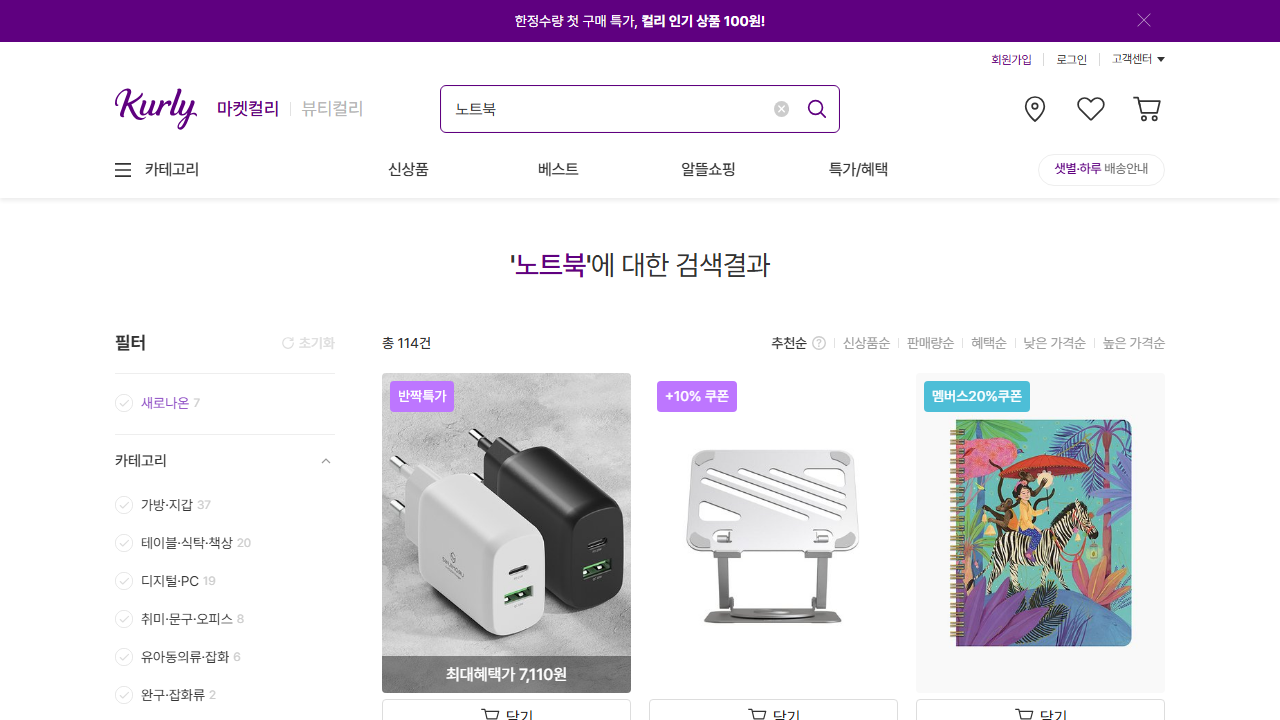 한정수량 첫 구매 특가, 컬리 인기 상품 100원!
회원가입 로그인 고객센터
Kurly 마켓컬리 뷰티컬리
노트북
카테고리 신상품 베스트 알뜰쇼핑 특가/혜택 샛별·하루 배송안내
'노트북'에 대한 검색결과
필터 초기화
총 114건 추천순 신상품순 판매량순 혜택순 낮은 가격순 높은 가격순
새로나온 7
카테고리
가방·지갑 37
테이블·식탁·책상 20
디지털·PC 19
취미·문구·오피스 8
유아동의류·잡화 6
완구·잡화류 2
반짝특가
최대혜택가 7,110원
담기
+10% 쿠폰
담기
멤버스20%쿠폰
담기